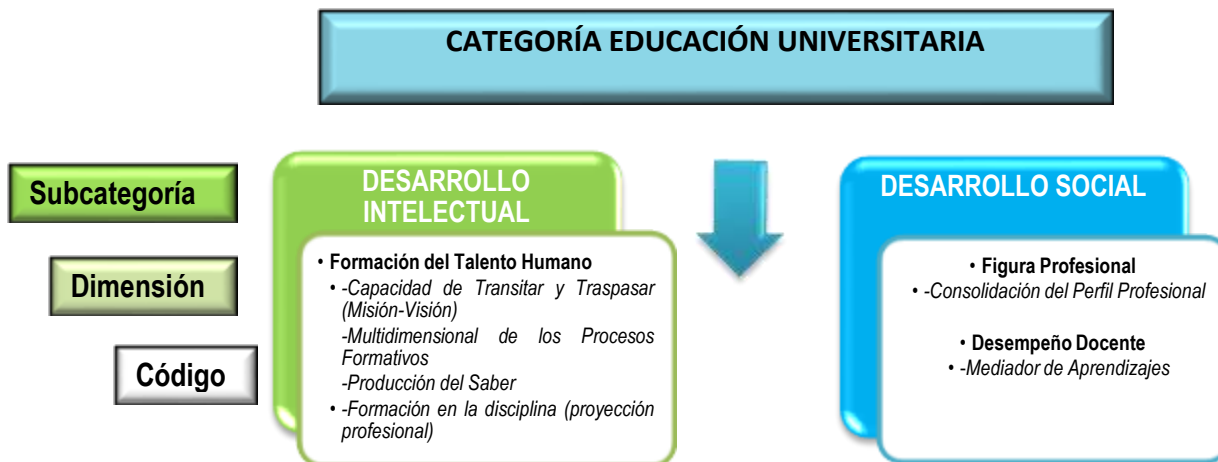 CATEGORÍA EDUCACIÓN UNIVERSITARIA
Subcategoría
Dimensión
Código
DESARROLLO
INTELECTUAL
• Formación del Talento Humano
• -Capacidad de Transitar y Traspasar
(Misión-Visión)
-Multidimensional de los Procesos
Formativos
-Producción del Saber
• -Formación en la disciplina (proyección
profesional)
DESARROLLO SOCIAL
• Figura Profesional
• -Consolidación del Perfil Profesional
• Desempeño Docente
• -Mediador de Aprendizajes